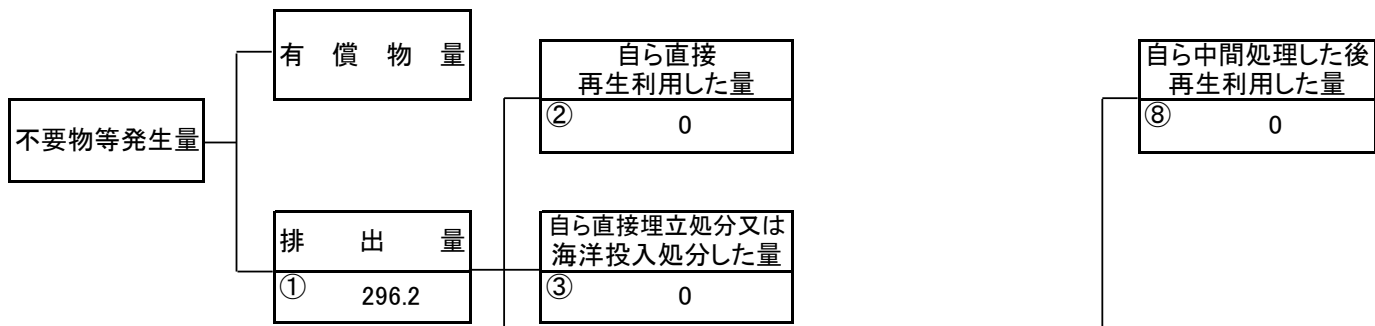 有償物量
自ら直接
再生利用した量
② 0
自ら中間処理した後
再生利用した量
⑧ 0
不要物等発生量
排出量
① 296.2
自ら直接埋立処分又は
海洋投入処分した量
③ 0